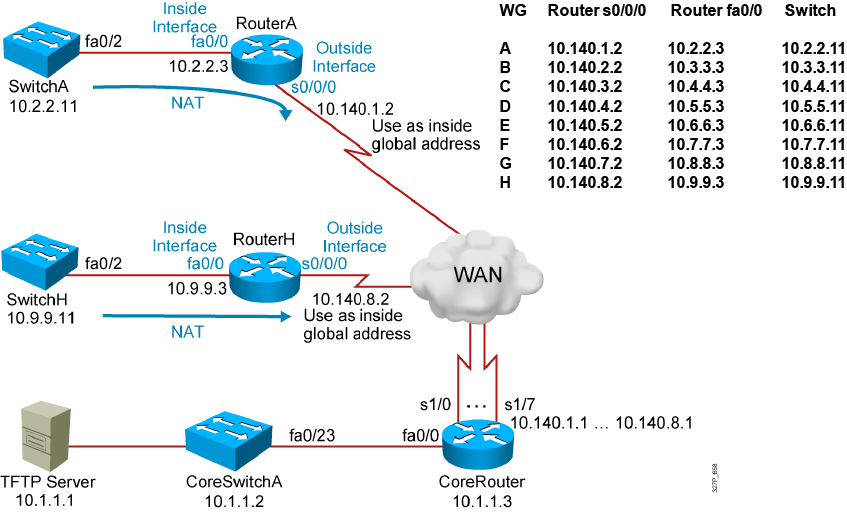 Inside
Interface
fa0/2
fa0/0
RouterA
10.2.2.3
Outside
Interface
s0/0/0
SwitchA
10.2.2.11
NAT
10.140.1.2
Use as inside
global address
WG Router s0/0/0 Router fa0/0 Switch
A 10.140.1.2 10.2.2.3 10.2.2.11
B 10.140.2.2 10.3.3.3 10.3.3.11
C 10.140.3.2 10.4.4.3 10.4.4.11
D 10.140.4.2 10.5.5.3 10.5.5.11
E 10.140.5.2 10.6.6.3 10.6.6.11
F 10.140.6.2 10.7.7.3 10.7.7.11
G 10.140.7.2 10.8.8.3 10.8.8.11
H 10.140.8.2 10.9.9.3 10.9.9.11
Inside
Interface
fa0/2
fa0/0
RouterH
10.9.9.3
Outside
Interface
s0/0/0
SwitchH
10.9.9.11
NAT
10.140.8.2
Use as inside
global address
WAN
s1/0 ... s1/7
10.140.1.1 ... 10.140.8.1
fa0/23
fa0/0
TFTP Server
10.1.1.1
CoreSwitchA
10.1.1.2
CoreRouter
10.1.1.3
327P_658